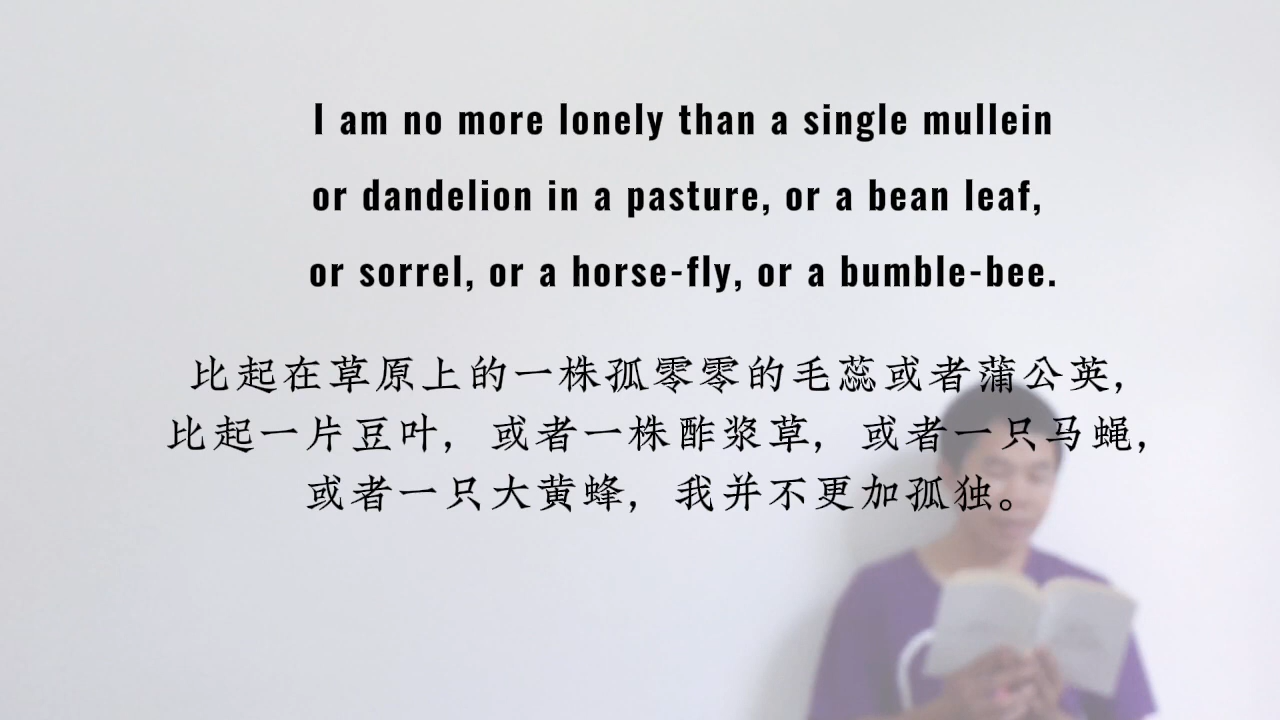 I am no more lonely than a single mullein
or dandelion in a pasture, or a bean leaf,
or sorrel, or a horse-fly, or a bumble-bee.
比起在草原上的一株孤零零的毛蕊或者蒲公英，
比起一片豆叶，或者一株酢浆草，或者一只马蝇，
或者一只大黄蜂，我并不更加孤独。